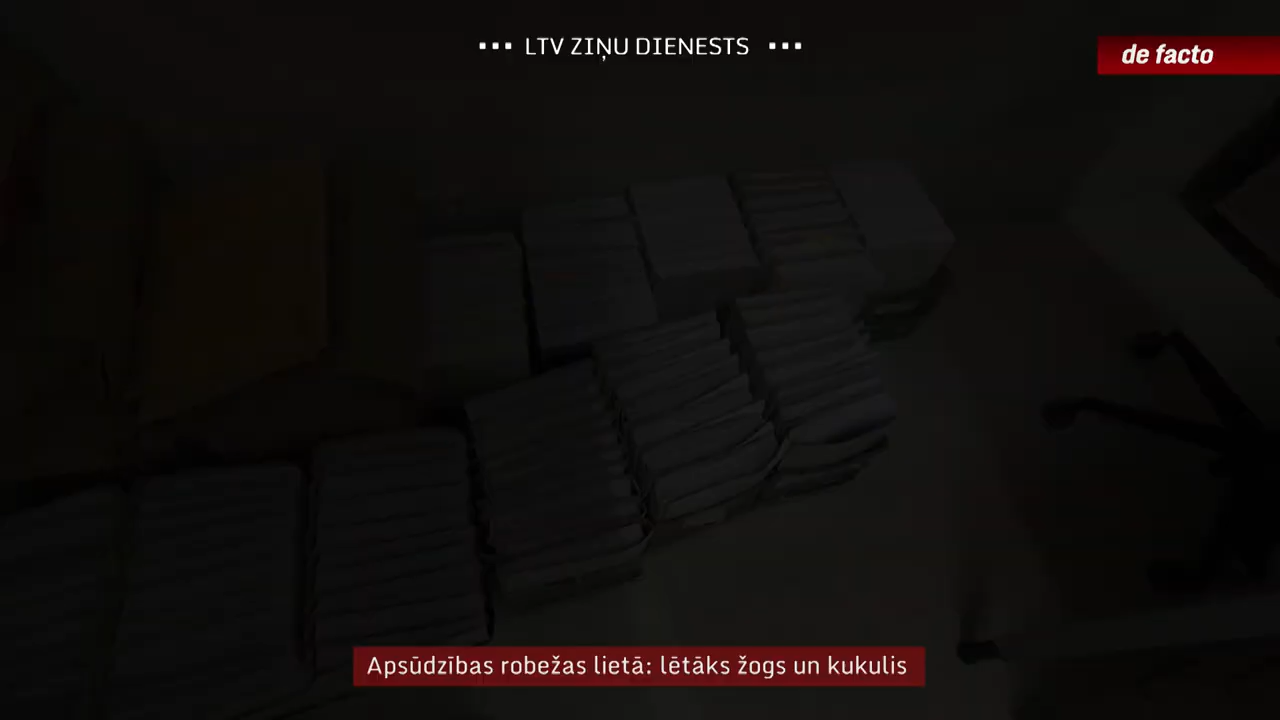 ▪▪▪ LTV ZIŅU DIENESTS ▪▪▪
de facto
Apsūdzības robežas lietā: lētāks žogs un kukulis